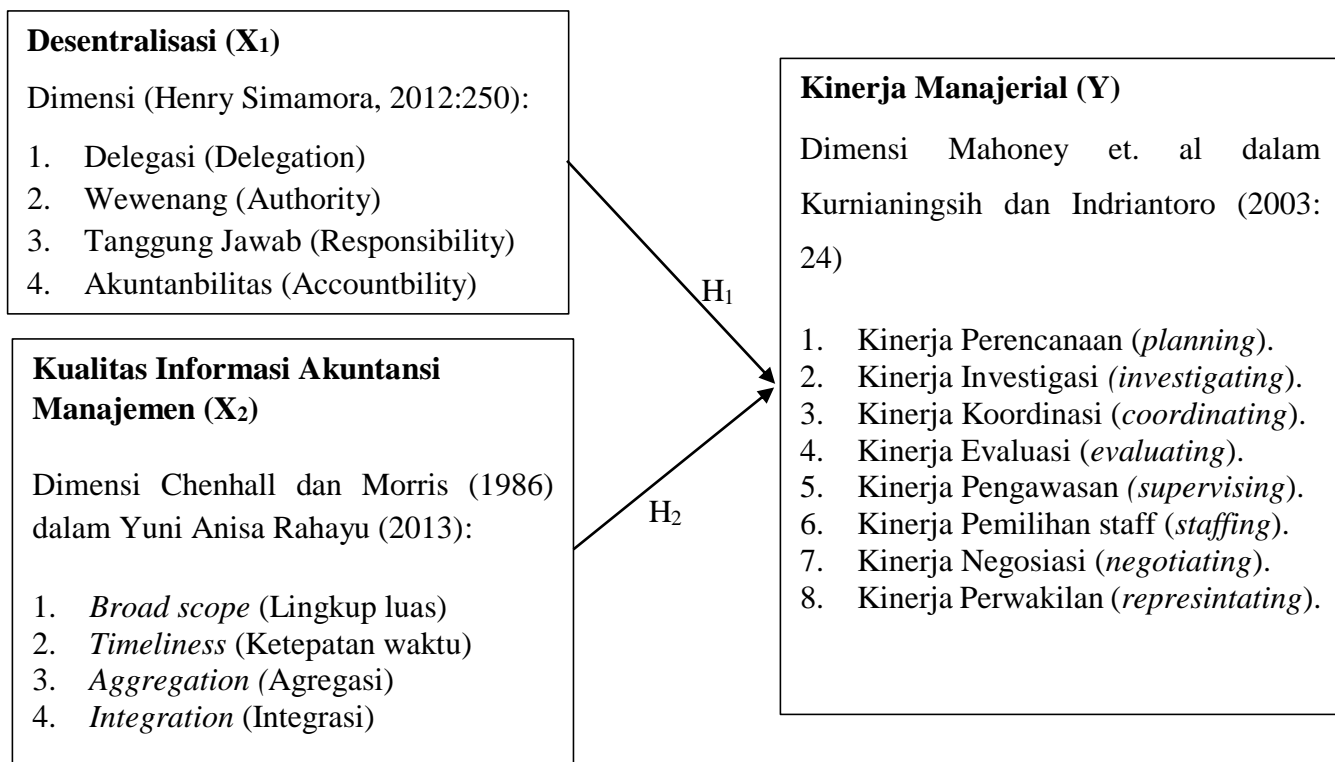 Desentralisasi (X₁)
Dimensi (Henry Simamora, 2012:250):
1. Delegasi (Delegation)
2. Wewenang (Authority)
3. Tanggung Jawab (Responsibility)
4. Akuntanbilitas (Accountbility)
Kualitas Informasi Akuntansi
Manajemen (X₂)
Dimensi Chenhall dan Morris (1986)
dalam Yuni Anisa Rahayu (2013):
1. Broad scope (Lingkup luas)
2. Timeliness (Ketepatan waktu)
3. Aggregation (Agregasi)
4. Integration (Integrasi)
H₁
H₂
Kinerja Manajerial (Y)
Dimensi Mahoney et. al dalam
Kurnianingsih dan Indriantoro (2003:
24)
1. Kinerja Perencanaan (planning).
2. Kinerja Investigasi (investigating).
3. Kinerja Koordinasi (coordinating).
4. Kinerja Evaluasi (evaluating).
5. Kinerja Pengawasan (supervising).
6. Kinerja Pemilihan staff (staffing).
7. Kinerja Negosiasi (negotiating).
8. Kinerja Perwakilan (represintating).